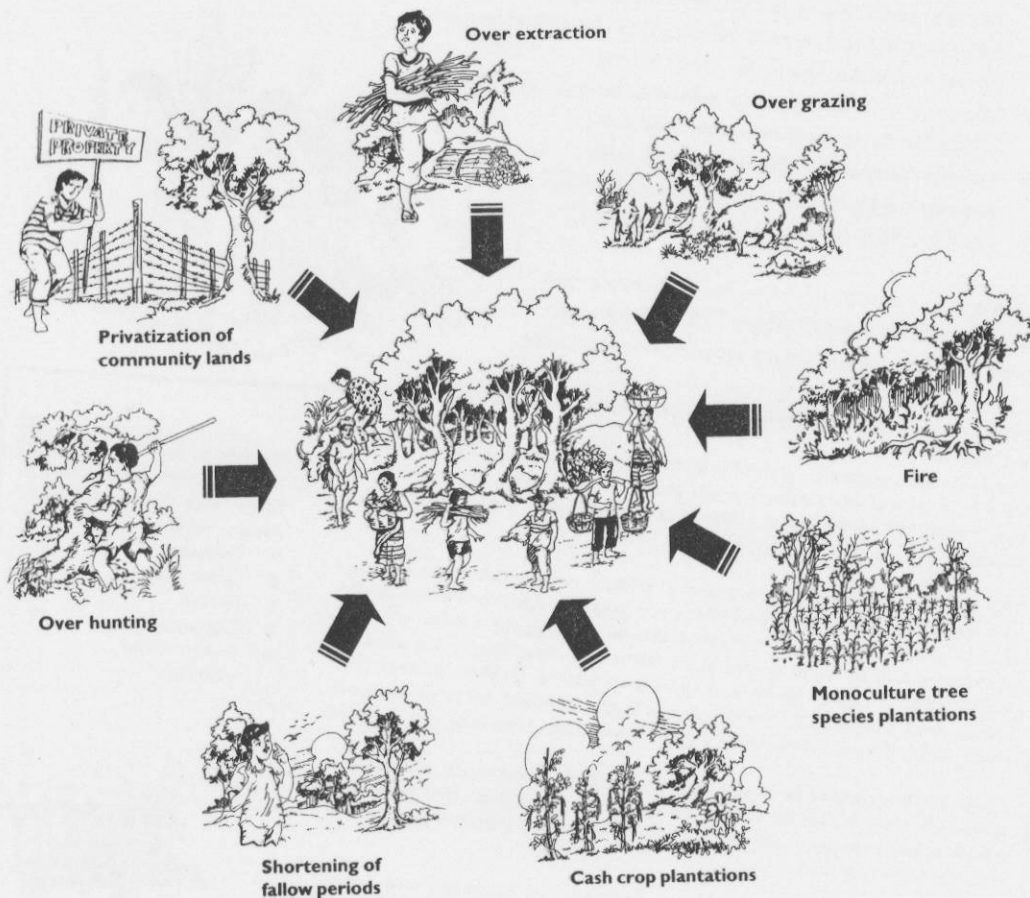 Over extraction
Over grazing
PRIVATE
PROPERTY
Privatization of
community lands
Fire
Over hunting
Monoculture tree
species plantations
Shortening of
fallow periods
Cash crop plantations